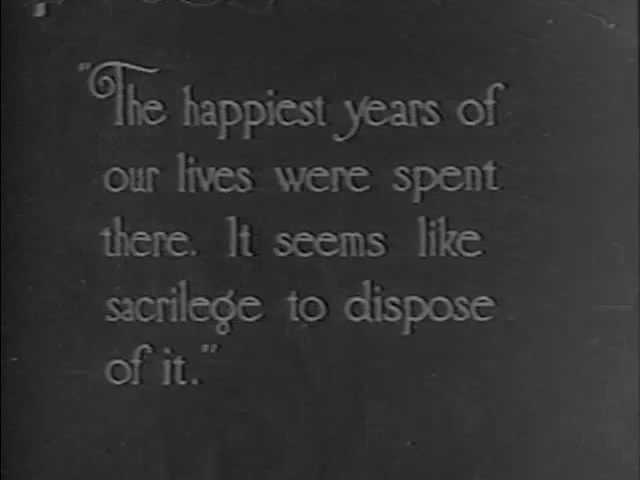 "The happiest years of
our lives were spent
there. It seems like
sacrilege to dispose
of it."